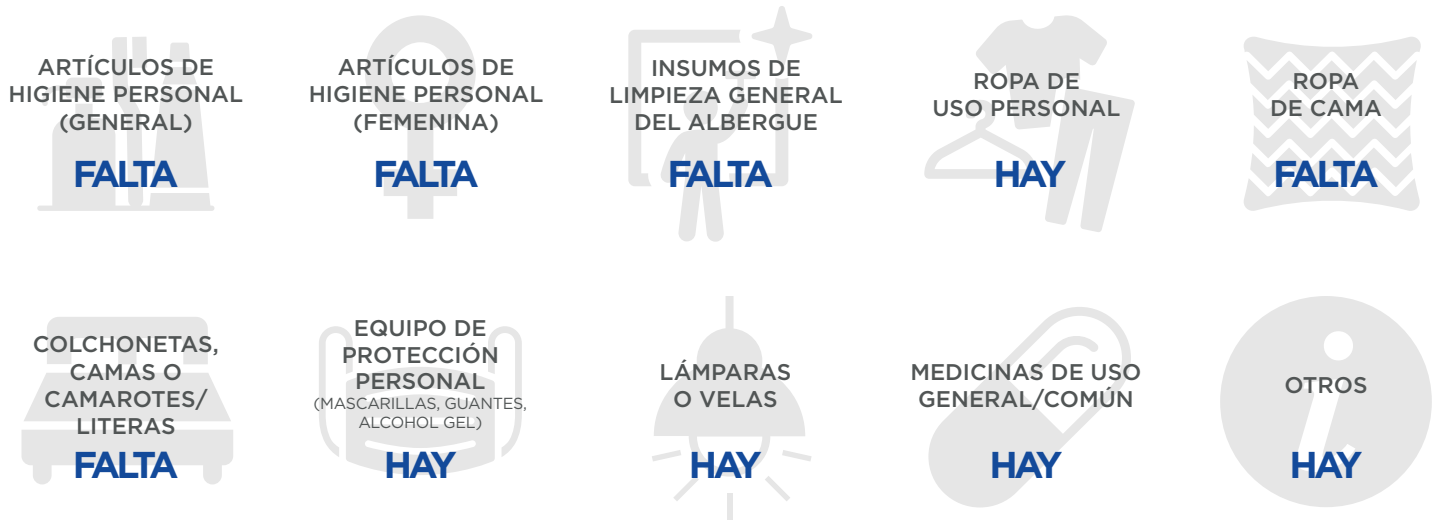 ARTÍCULOS DE
HIGIENE PERSONAL
(GENERAL)
FALTA
ARTÍCULOS DE
HIGIENE PERSONAL
(FEMENINA)
FALTA
INSUMOS DE
LIMPIEZA GENERAL
DEL ALBERGUE
FALTA
ROPA DE
USO PERSONAL
HAY
ROPA
DE CAMA
FALTA
COLCHONETAS,
CAMAS O
CAMAROTES/
LITERAS
FALTA
EQUIPO DE
PROTECCIÓN
PERSONAL
(MASCARILLAS, GUANTES,
ALCOHOL GEL)
HAY
LÁMPARAS
O VELAS
HAY
MEDICINAS DE USO
GENERAL/COMÚN
HAY
OTROS
HAY